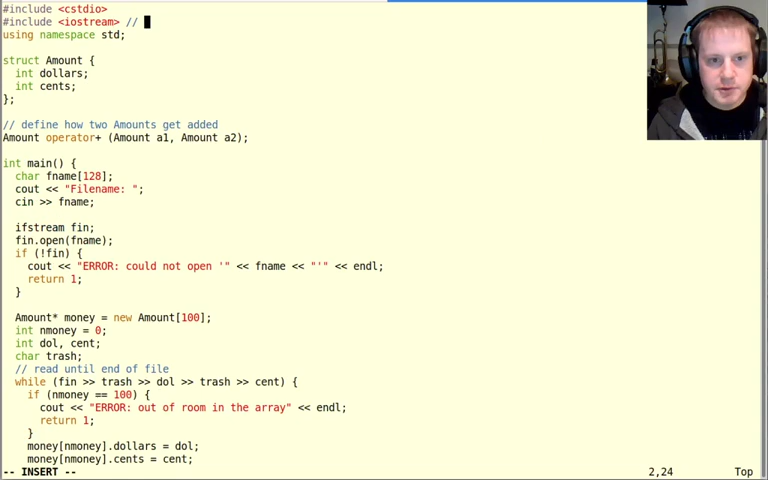 #include <cstdio>
#include <iostream> //
using namespace std;

struct Amount {
  int dollars;
  int cents;
};

// define how two Amounts get added
Amount operator+ (Amount a1, Amount a2);

int main() {
  char fname[128];
  cout << "Filename: ";
  cin >> fname;

  ifstream fin;
  fin.open(fname);
  if (!fin) {
    cout << "ERROR: could not open '" << fname << "'" << endl;
    return 1;
  }

  Amount* money = new Amount[100];
  int nmoney = 0;
  int dol, cent;
  char trash;
  // read until end of file
  while (fin >> trash >> dol >> trash >> cent) {
    if (nmoney == 100) {
      cout << "ERROR: out of room in the array" << endl;
      return 1;
    }
    money[nmoney].dollars = dol;
    money[nmoney].cents = cent;
-- INSERT -- 2,24 Top